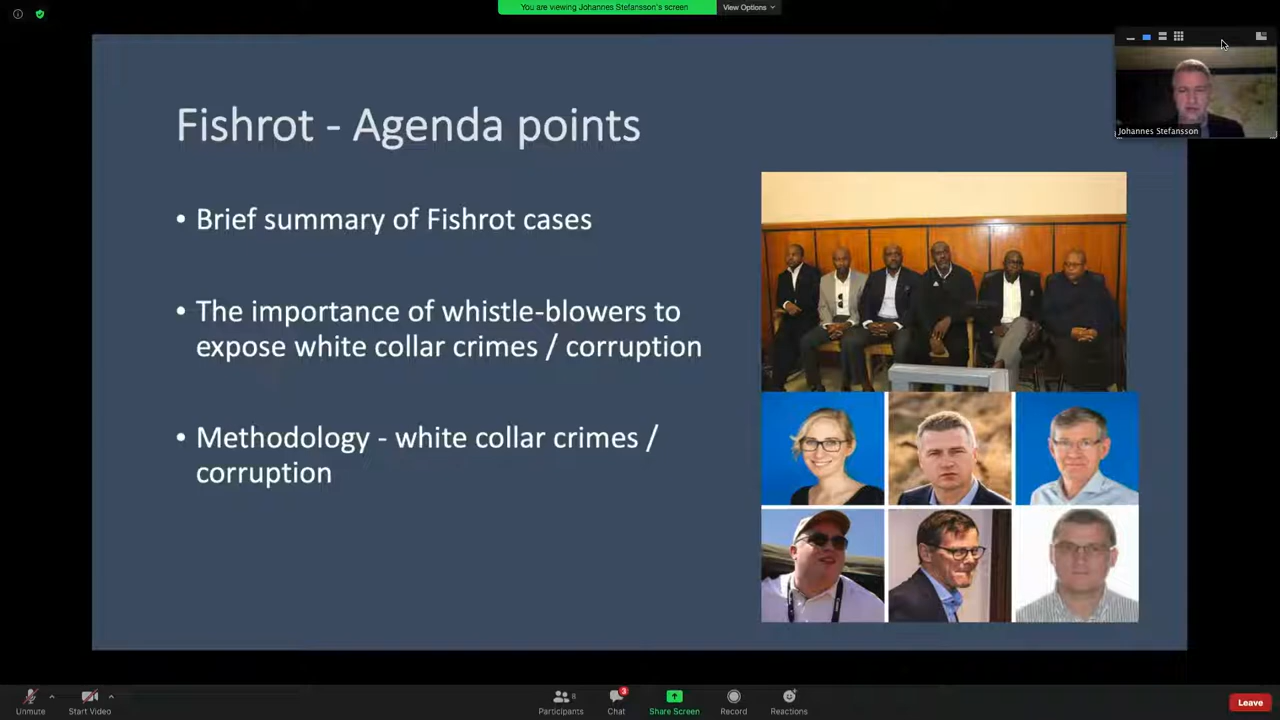 You are viewing Johannes Stefansson's screen
View Options
Fishrot - Agenda points
Johannes Stefansson
• Brief summary of Fishrot cases
• The importance of whistle-blowers to
expose white collar crimes / corruption
• Methodology - white collar crimes /
corruption
Unmute
Start Video
Participants
8
Chat
3
Share Screen
Record
Reactions
Leave